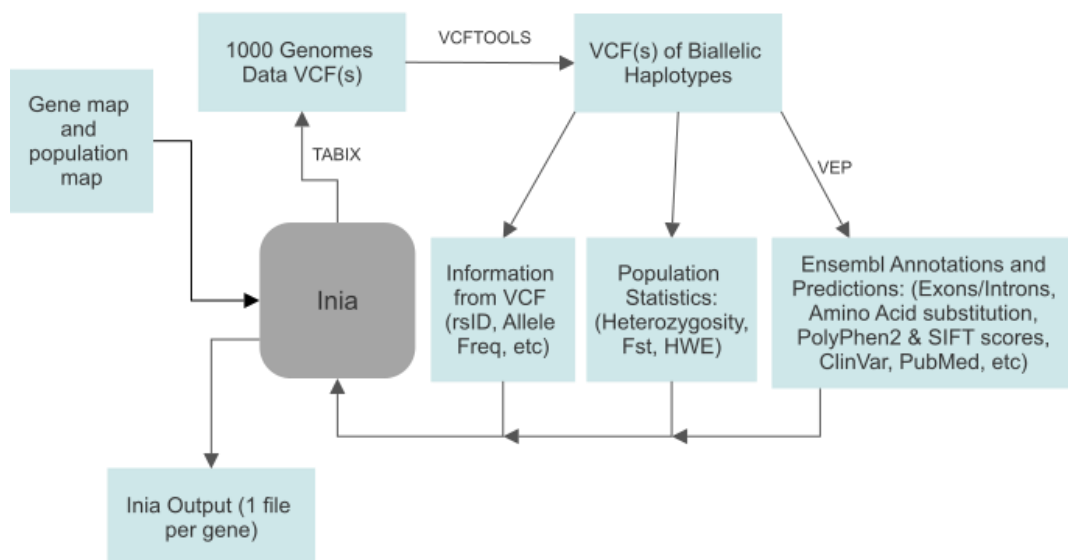 1000 Genomes
Data VCF(s)
VCFTOOLS
VCF(s) of Biallelic
Haplotypes
Gene map
and
population
map
TABIX
VEP
Inia
Information
from VCF
(rsID, Allele
Freq, etc)
Population
Statistics:
(Heterozygosity,
Fst, HWE)
Ensembl Annotations and
Predictions: (Exons/Introns,
Amino Acid substitution,
PolyPhen2 & SIFT scores,
ClinVar, PubMed, etc)
Inia Output (1 file
per gene)